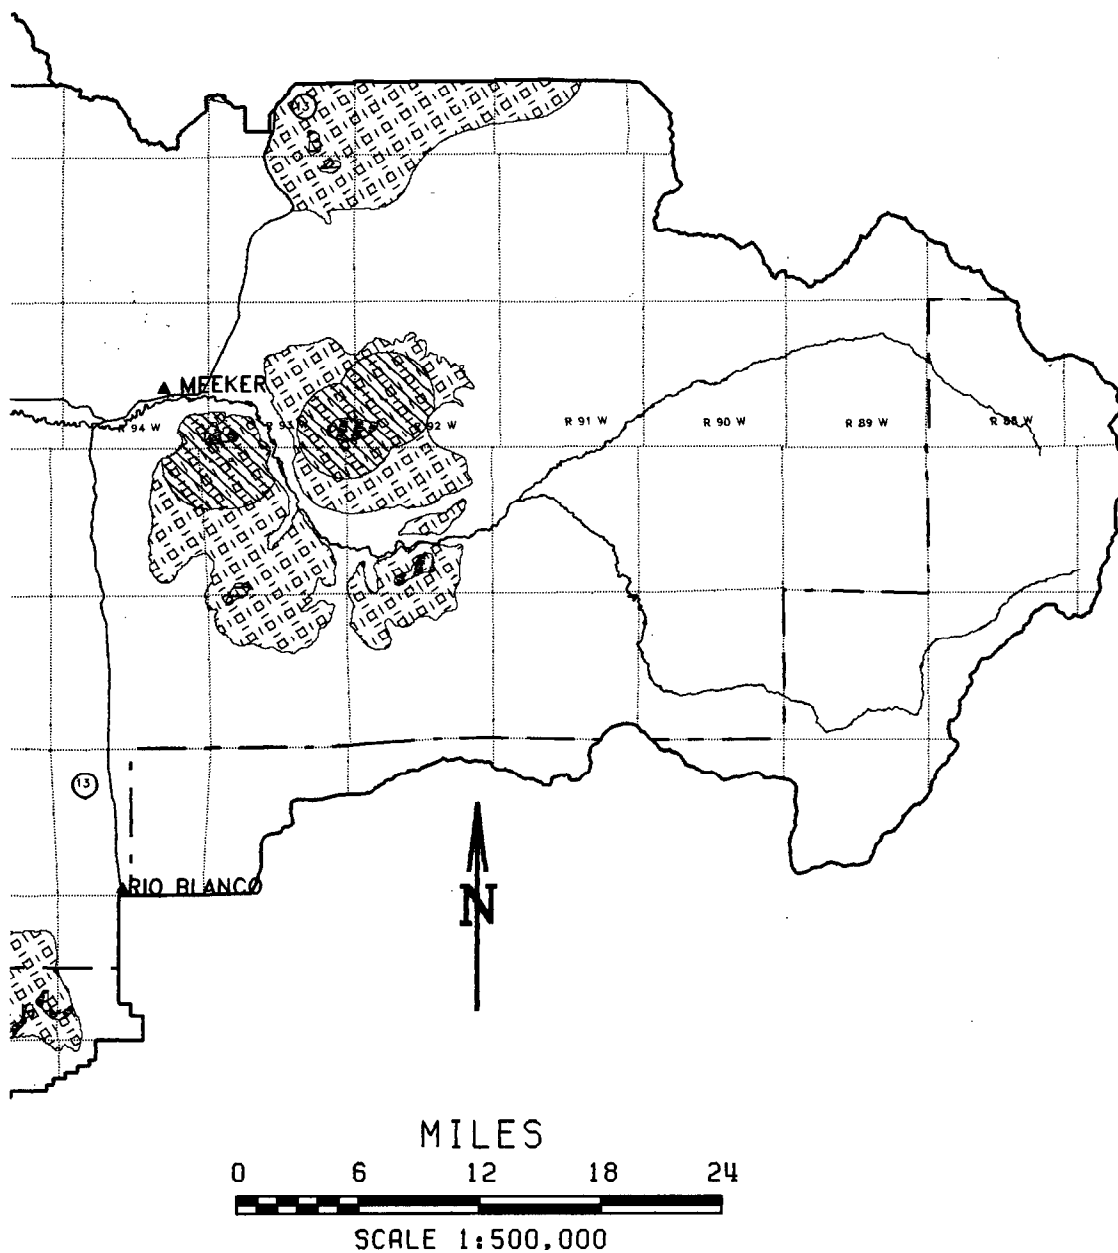 13
MEEKER
R 94 W
R 93 W
R 92 W
R 91 W
R 90 W
R 89 W
R 88 W
13
RIO BLANCO
N
MILES
0 6 12 18 24
SCALE 1:500,000